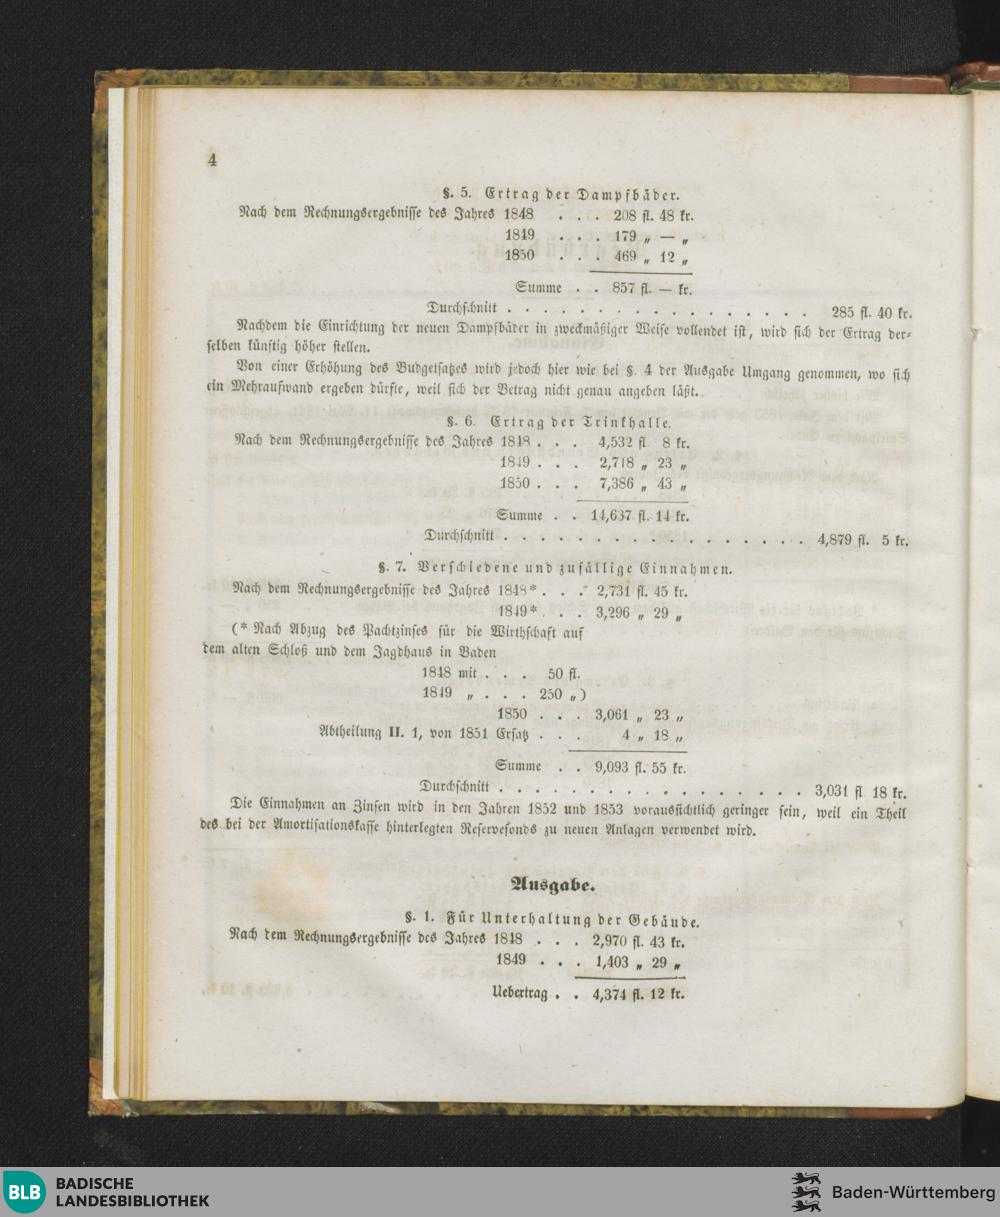 4
§. 5. Ertrag der Dampfbäder.
Nach dem Rechnungsergebnisse des Jahres 1848 . . . 208 fl. 48 kr.
1849 . . . 179 „ — „
1850 . . . 469 „ 12 „
Summe . . 857 fl. — kr.
Durchschnitt . . . . . . . . . . . . . . 285 fl. 40 kr.
Nachdem die Einrichtung der neuen Dampfbäder in zweckmäßiger Weise vollendet ist, wird sich der Ertrag der-
selben künftig höher stellen.
Von einer Erhöhung des Budgetsatzes wird jedoch hier wie bei §. 4 der Ausgabe Umgang genommen, wo sich
ein Mehraufwand ergeben dürfte, weil sich der Betrag nicht genau angeben läßt.
§. 6. Ertrag der Trinkhalle.
Nach dem Rechnungsergebnisse des Jahres 1848 . . . 4,532 fl. 8 kr.
1849 . . . 2,718 „ 23 „
1850 . . . 7,386 „ 43 „
Summe . . 14,637 fl. 14 kr.
Durchschnitt . . . . . . . . . . . . . . 4,879 fl. 5 kr.
§. 7. Verschiedene und zufällige Einnahmen.
Nach dem Rechnungsergebnisse des Jahres 1848* . . . 2,731 fl. 45 kr.
1849* . . . 3,296 „ 29 „
(* Nach Abzug des Pachtzinses für die Wirthschaft auf
dem alten Schloß und dem Jagdhaus in Baden
1848 mit . . . 50 fl.
1849 „ . . . 250 „)
1850 . . . 3,061 „ 23 „
Abtheilung II. 1, von 1851 Ersatz . . . 4 „ 18 „
Summe . . 9,093 fl. 55 kr.
Durchschnitt . . . . . . . . . . . . . . 3,031 fl. 18 kr.
Die Einnahmen an Zinsen wird in den Jahren 1852 und 1853 voraussichtlich geringer sein, weil ein Theil
des bei der Amortisationskasse hinterlegten Reservefonds zu neuen Anlagen verwendet wird.
Ausgabe.
§. 1. Für Unterhaltung der Gebäude.
Nach dem Rechnungsergebnisse des Jahres 1848 . . . 2,970 fl. 43 kr.
1849 . . . 1,403 „ 29 „
Uebertrag . . 4,374 fl. 12 kr.
BLB BADISCHE
LANDESBIBLIOTHEK
Baden-Württemberg